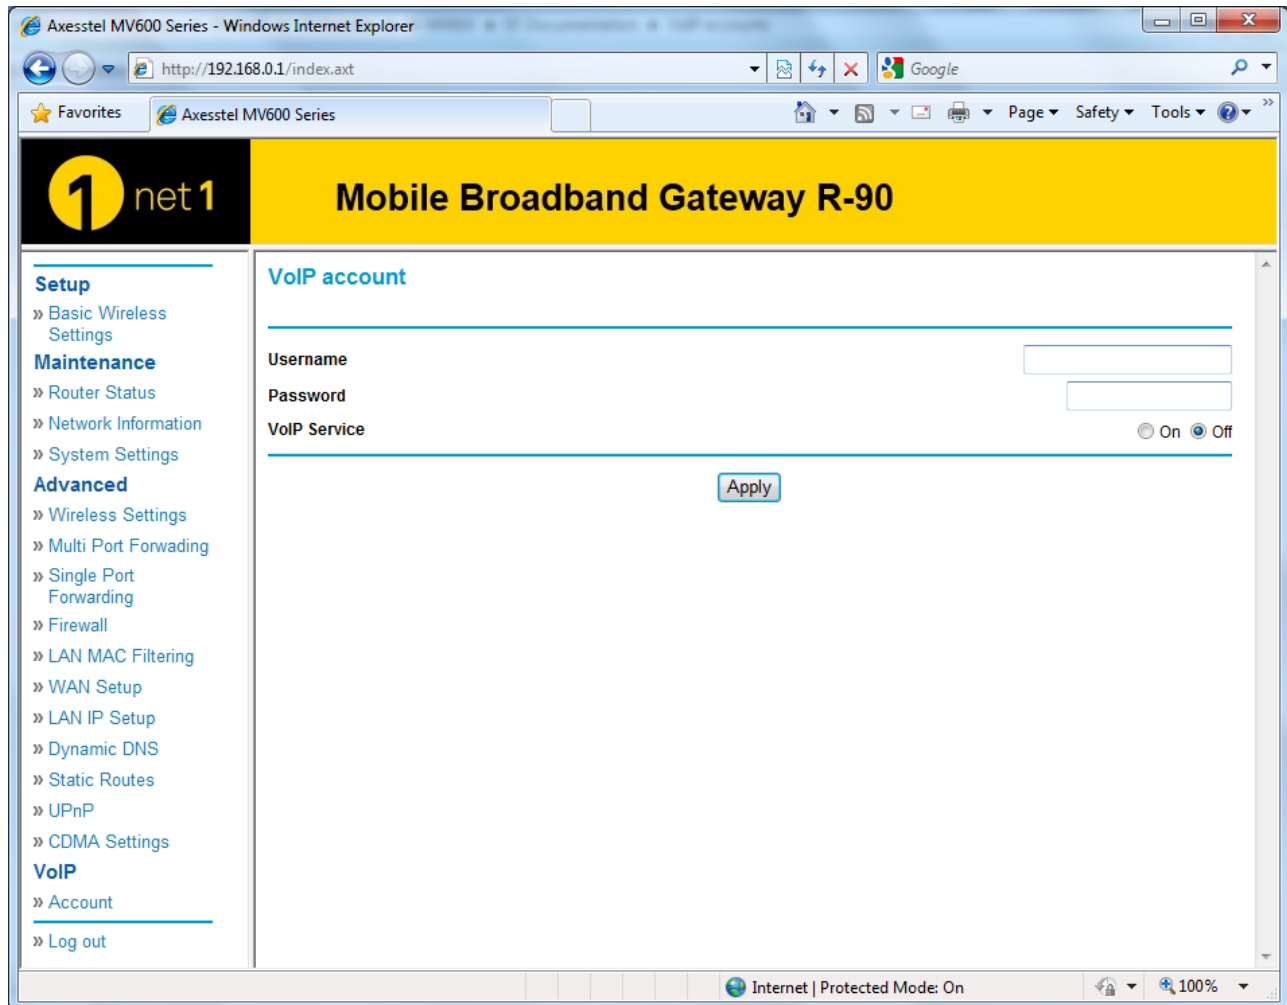 Axesstel MV600 Series - Windows Internet Explorer
http://192.168.0.1/index.axt
Google
Favorites
Axesstel MV600 Series
Page
Safety
Tools
1 net 1
Mobile Broadband Gateway R-90
Setup
» Basic Wireless
Settings
Maintenance
» Router Status
» Network Information
» System Settings
Advanced
» Wireless Settings
» Multi Port Forwading
» Single Port
Forwarding
» Firewall
» LAN MAC Filtering
» WAN Setup
» LAN IP Setup
» Dynamic DNS
» Static Routes
» UPnP
» CDMA Settings
VoIP
» Account
» Log out
VoIP account
Username
Password
VoIP Service
On Off
Apply
Internet | Protected Mode: On
100%